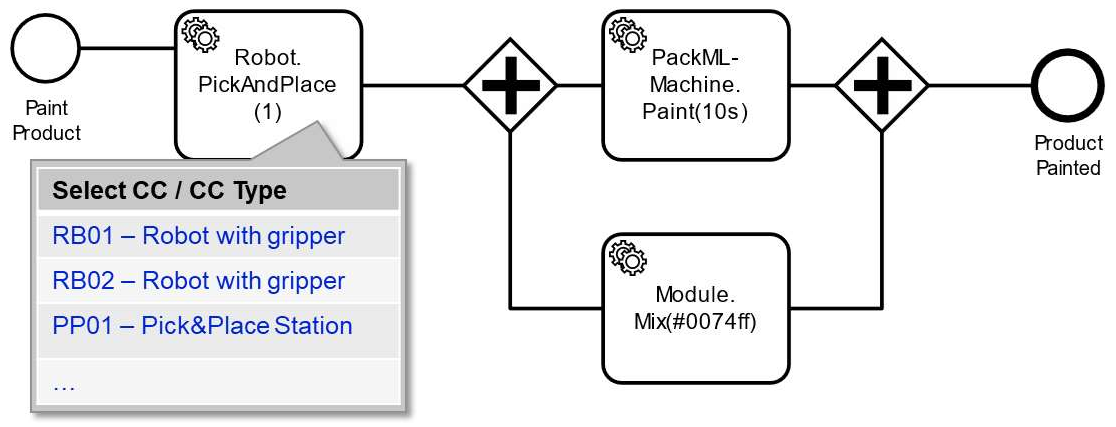 Paint
Product
Robot.
PickAndPlace
(1)
PackML-
Machine.
Paint(10s)
Product
Painted
Select CC / CC Type
RB01 – Robot with gripper
RB02 – Robot with gripper
PP01 – Pick&Place Station
…
Module.
Mix(#0074ff)